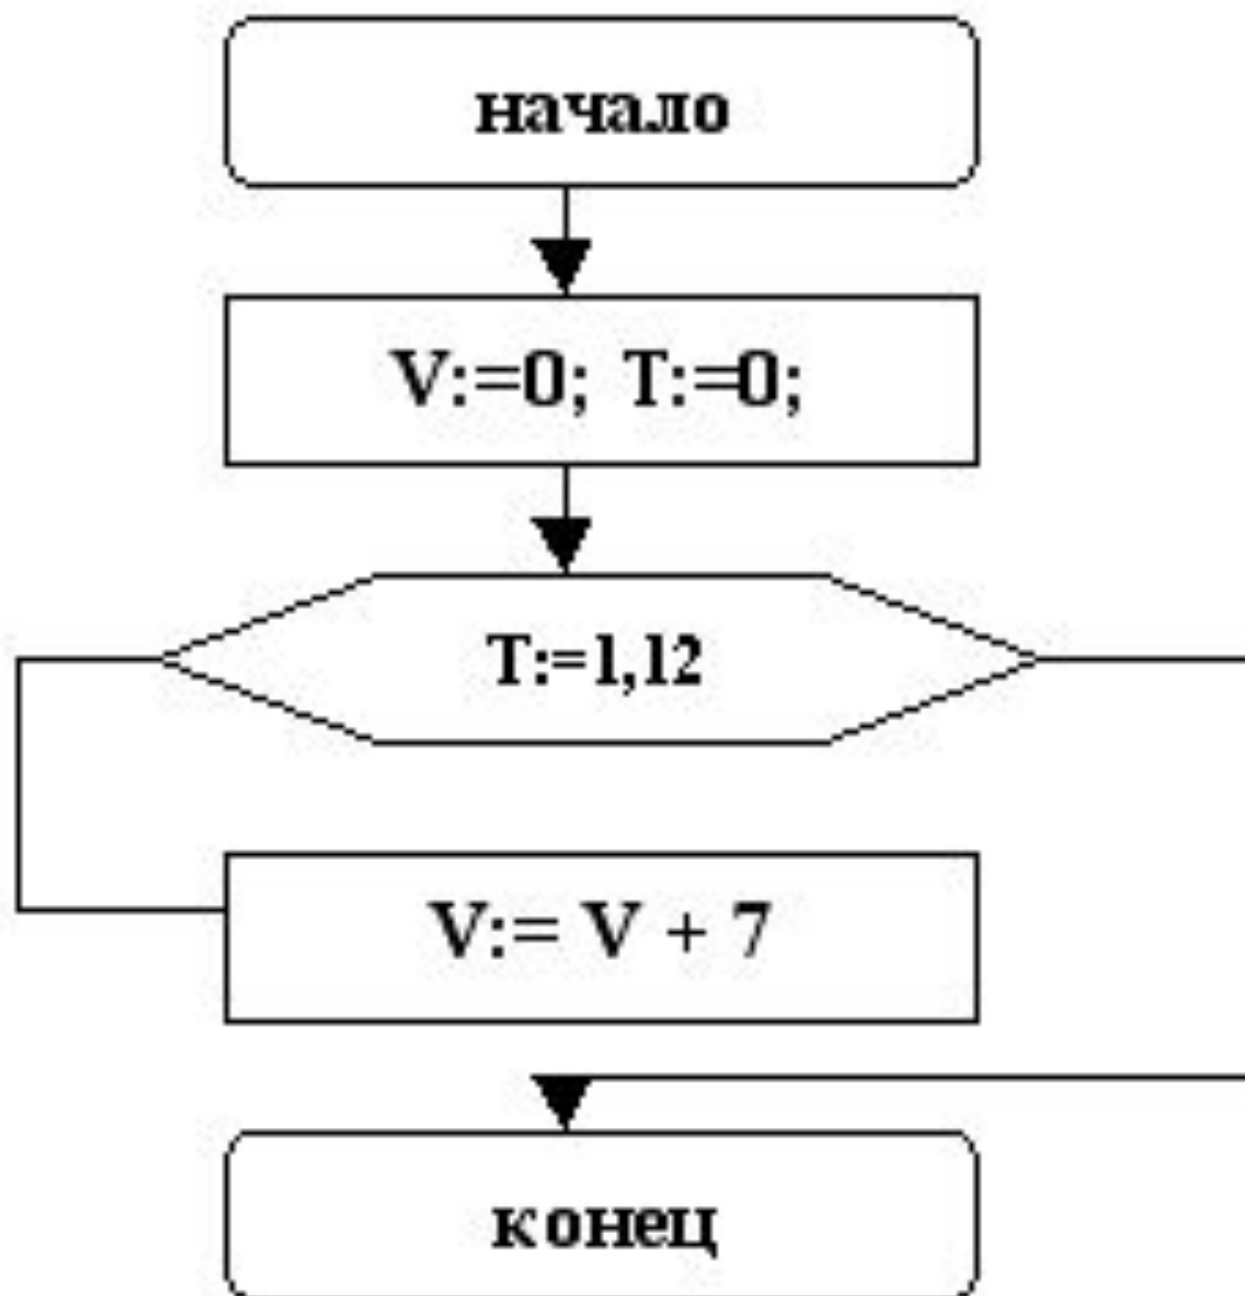 начало
V:=0; T:=0;
T:=1,12
V:= V + 7
конец